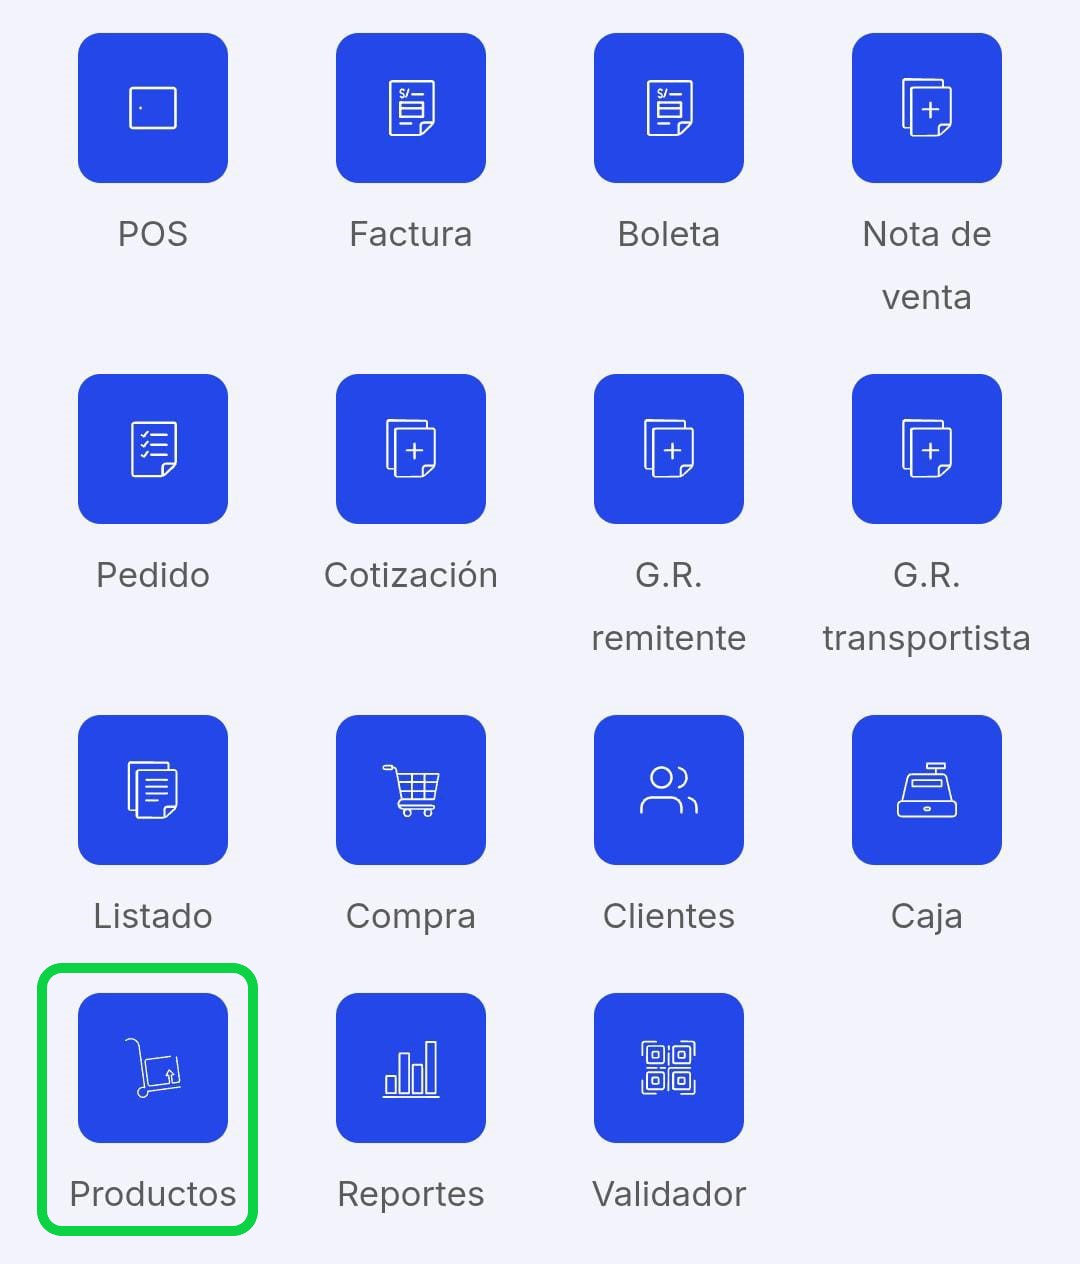 S/
S/
POS
Factura
Boleta
Nota de
venta
Pedido
Cotización
G.R.
remitente
G.R.
transportista
Listado
Compra
Clientes
Caja
Productos
Reportes
Validador